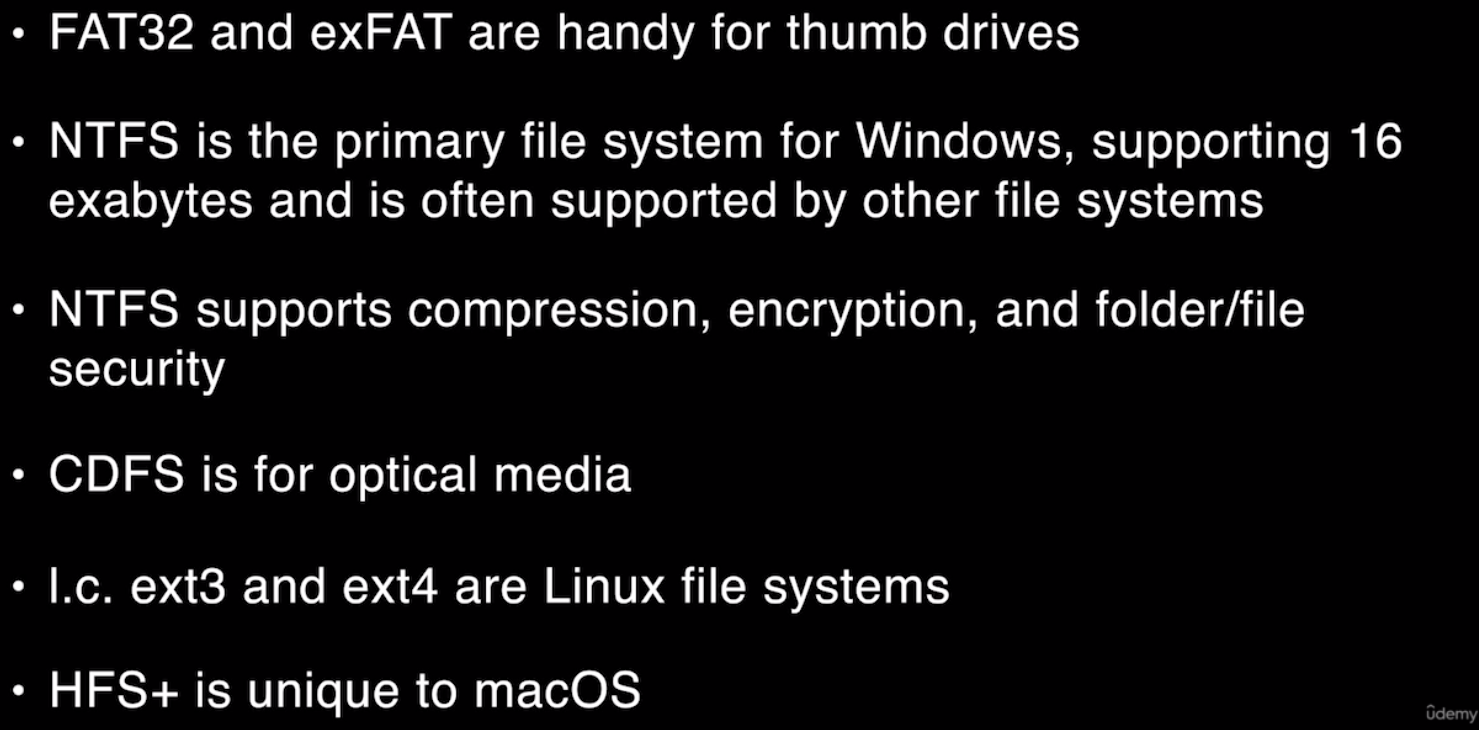 • FAT32 and exFAT are handy for thumb drives
• NTFS is the primary file system for Windows, supporting 16
exabytes and is often supported by other file systems
• NTFS supports compression, encryption, and folder/file
security
• CDFS is for optical media
• l.c. ext3 and ext4 are Linux file systems
• HFS+ is unique to macOS
ûdemy